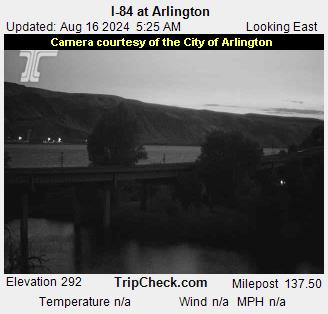 I-84 at Arlington
Updated: Aug 16 2024 5:25 AM Looking East
Camera courtesy of the City of Arlington
Elevation 292 TripCheck.com Milepost 137.50
Temperature n/a Wind n/a MPH n/a